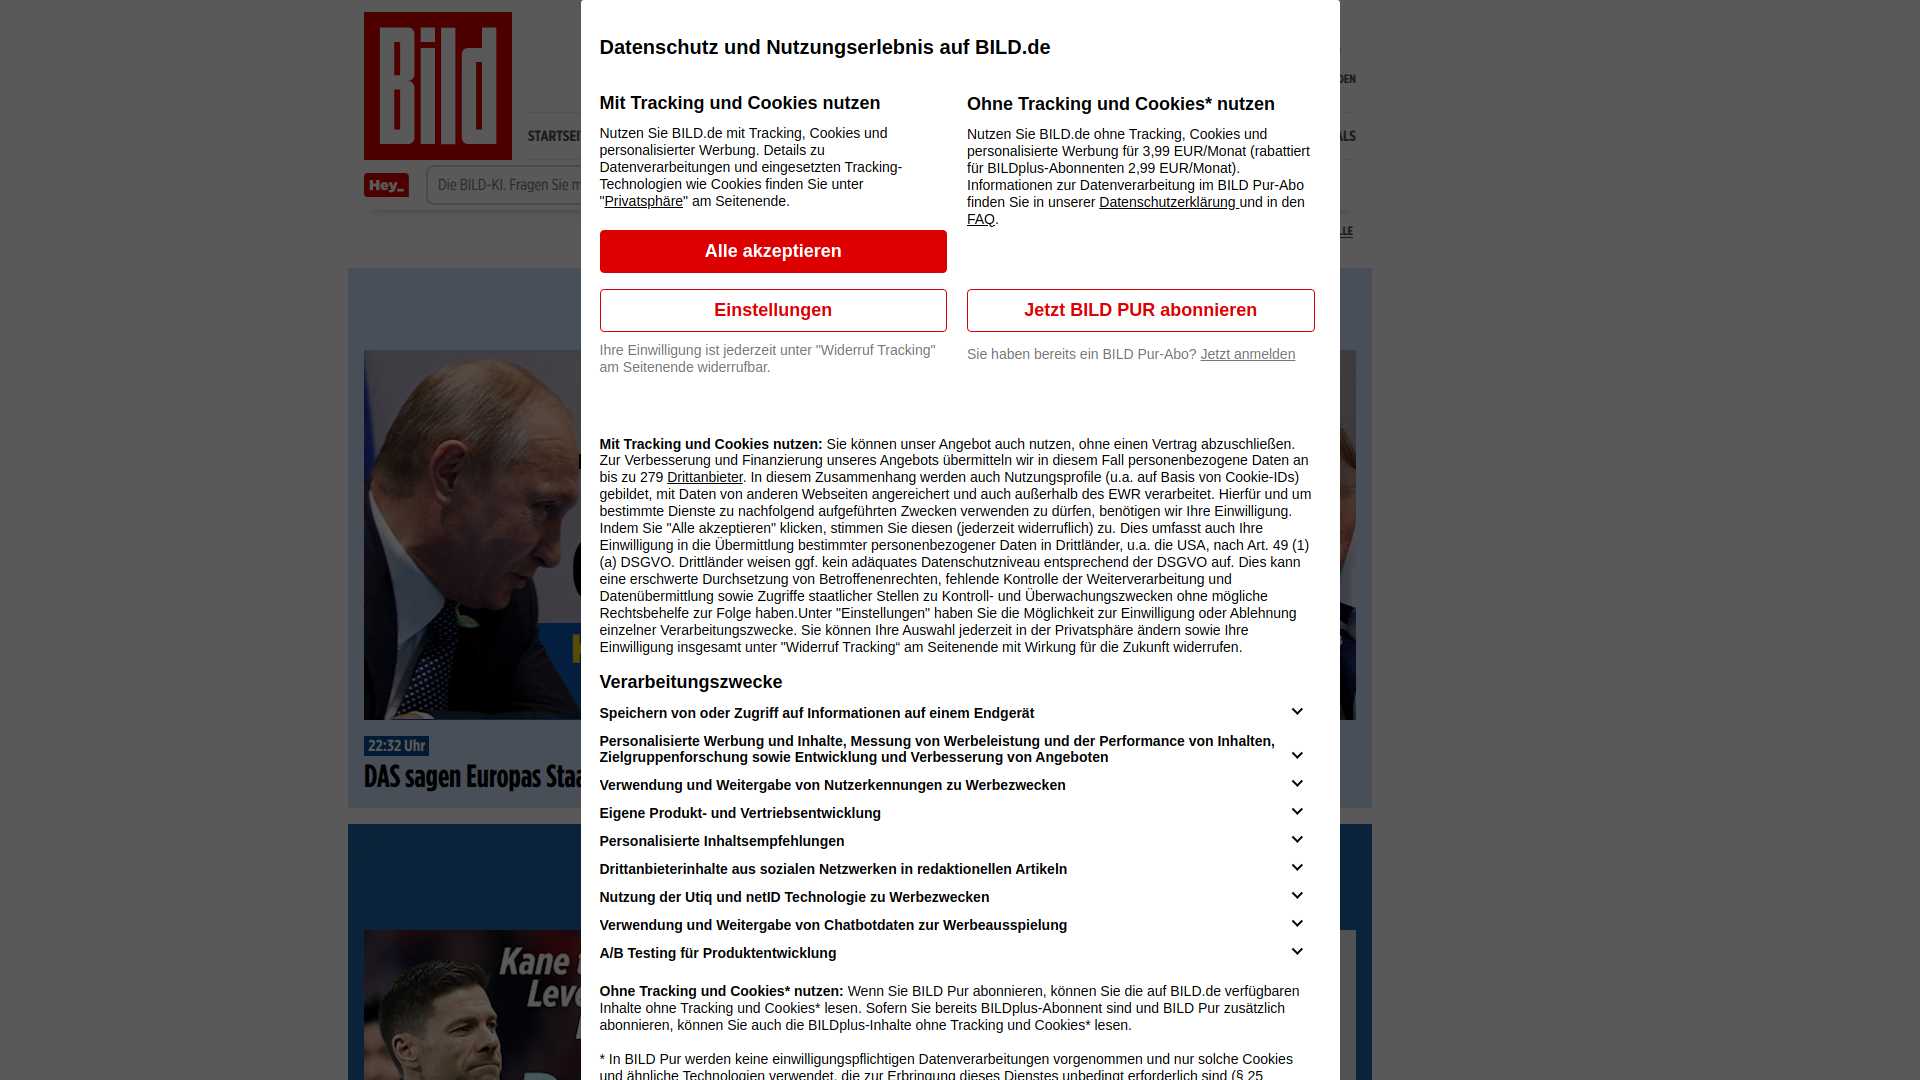 Bild
DEN
STARTSEI
ALS
Hey_
Die BILD-KI. Fragen Sie m
LLE
Datenschutz und Nutzungserlebnis auf BILD.de
Mit Tracking und Cookies nutzen
Nutzen Sie BILD.de mit Tracking, Cookies und
personalisierter Werbung. Details zu
Datenverarbeitungen und eingesetzten Tracking-
Technologien wie Cookies finden Sie unter
"Privatsphäre" am Seitenende.
Alle akzeptieren
Einstellungen
Ihre Einwilligung ist jederzeit unter "Widerruf Tracking"
am Seitenende widerrufbar.
Ohne Tracking und Cookies* nutzen
Nutzen Sie BILD.de ohne Tracking, Cookies und
personalisierte Werbung für 3,99 EUR/Monat (rabattiert
für BILDplus-Abonnenten 2,99 EUR/Monat).
Informationen zur Datenverarbeitung im BILD Pur-Abo
finden Sie in unserer Datenschutzerklärung und in den
FAQ.
Jetzt BILD PUR abonnieren
Sie haben bereits ein BILD Pur-Abo? Jetzt anmelden
Mit Tracking und Cookies nutzen: Sie können unser Angebot auch nutzen, ohne einen Vertrag abzuschließen.
Zur Verbesserung und Finanzierung unseres Angebots übermitteln wir in diesem Fall personenbezogene Daten an
bis zu 279 Drittanbieter. In diesem Zusammenhang werden auch Nutzungsprofile (u.a. auf Basis von Cookie-IDs)
gebildet, mit Daten von anderen Webseiten angereichert und auch außerhalb des EWR verarbeitet. Hierfür und um
bestimmte Dienste zu nachfolgend aufgeführten Zwecken verwenden zu dürfen, benötigen wir Ihre Einwilligung.
Indem Sie "Alle akzeptieren" klicken, stimmen Sie diesen (jederzeit widerruflich) zu. Dies umfasst auch Ihre
Einwilligung in die Übermittlung bestimmter personenbezogener Daten in Drittländer, u.a. die USA, nach Art. 49 (1)
(a) DSGVO. Drittländer weisen ggf. kein adäquates Datenschutzniveau entsprechend der DSGVO auf. Dies kann
eine erschwerte Durchsetzung von Betroffenenrechten, fehlende Kontrolle der Weiterverarbeitung und
Datenübermittlung sowie Zugriffe staatlicher Stellen zu Kontroll- und Überwachungszwecken ohne mögliche
Rechtsbehelfe zur Folge haben.Unter "Einstellungen" haben Sie die Möglichkeit zur Einwilligung oder Ablehnung
einzelner Verarbeitungszwecke. Sie können Ihre Auswahl jederzeit in der Privatsphäre ändern sowie Ihre
Einwilligung insgesamt unter "Widerruf Tracking“ am Seitenende mit Wirkung für die Zukunft widerrufen.
Verarbeitungszwecke
Speichern von oder Zugriff auf Informationen auf einem Endgerät
Personalisierte Werbung und Inhalte, Messung von Werbeleistung und der Performance von Inhalten,
Zielgruppenforschung sowie Entwicklung und Verbesserung von Angeboten
Verwendung und Weitergabe von Nutzerkennungen zu Werbezwecken
Eigene Produkt- und Vertriebsentwicklung
Personalisierte Inhaltsempfehlungen
Drittanbieterinhalte aus sozialen Netzwerken in redaktionellen Artikeln
Nutzung der Utiq und netID Technologie zu Werbezwecken
Verwendung und Weitergabe von Chatbotdaten zur Werbeausspielung
A/B Testing für Produktentwicklung
Ohne Tracking und Cookies* nutzen: Wenn Sie BILD Pur abonnieren, können Sie die auf BILD.de verfügbaren
Inhalte ohne Tracking und Cookies* lesen. Sofern Sie bereits BILDplus-Abonnent sind und BILD Pur zusätzlich
abonnieren, können Sie auch die BILDplus-Inhalte ohne Tracking und Cookies* lesen.
* In BILD Pur werden keine einwilligungspflichtigen Datenverarbeitungen vorgenommen und nur solche Cookies
und ähnliche Technologien verwendet, die zur Erbringung dieses Dienstes unbedingt erforderlich sind (§ 25
22:32 Uhr
DAS sagen Europas Staa
Kane
Leve